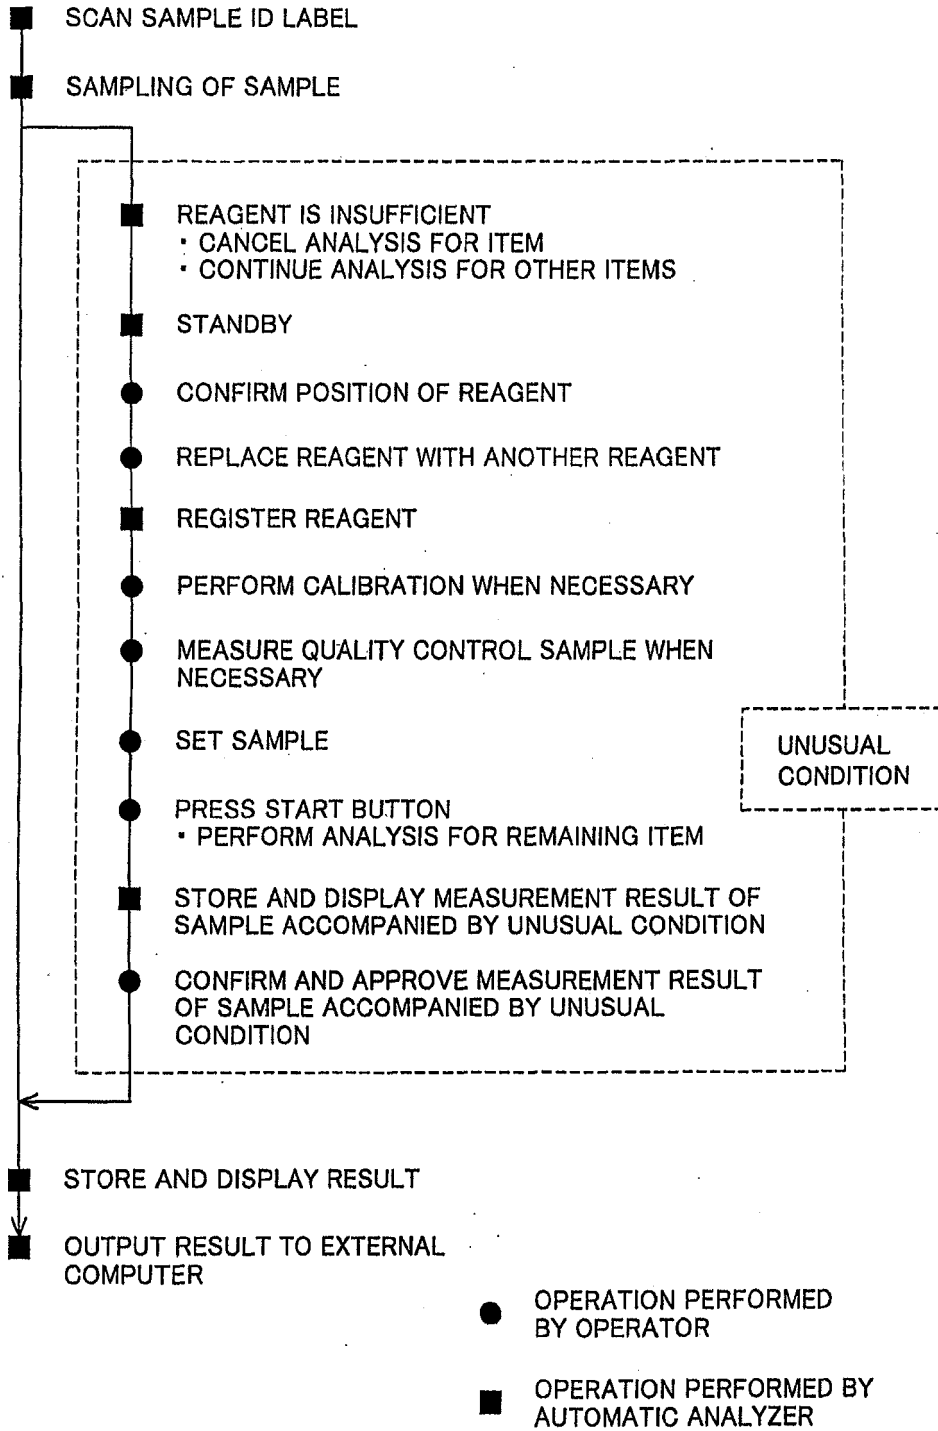 SCAN SAMPLE ID LABEL
SAMPLING OF SAMPLE
REAGENT IS INSUFFICIENT
・CANCEL ANALYSIS FOR ITEM
・CONTINUE ANALYSIS FOR OTHER ITEMS
STANDBY
CONFIRM POSITION OF REAGENT
REPLACE REAGENT WITH ANOTHER REAGENT
REGISTER REAGENT
PERFORM CALIBRATION WHEN NECESSARY
MEASURE QUALITY CONTROL SAMPLE WHEN
NECESSARY
SET SAMPLE
UNUSUAL
CONDITION
PRESS START BUTTON
・PERFORM ANALYSIS FOR REMAINING ITEM
STORE AND DISPLAY MEASUREMENT RESULT OF
SAMPLE ACCOMPANIED BY UNUSUAL CONDITION
CONFIRM AND APPROVE MEASUREMENT RESULT
OF SAMPLE ACCOMPANIED BY UNUSUAL
CONDITION
STORE AND DISPLAY RESULT
OUTPUT RESULT TO EXTERNAL
COMPUTER
OPERATION PERFORMED
BY OPERATOR
OPERATION PERFORMED BY
AUTOMATIC ANALYZER